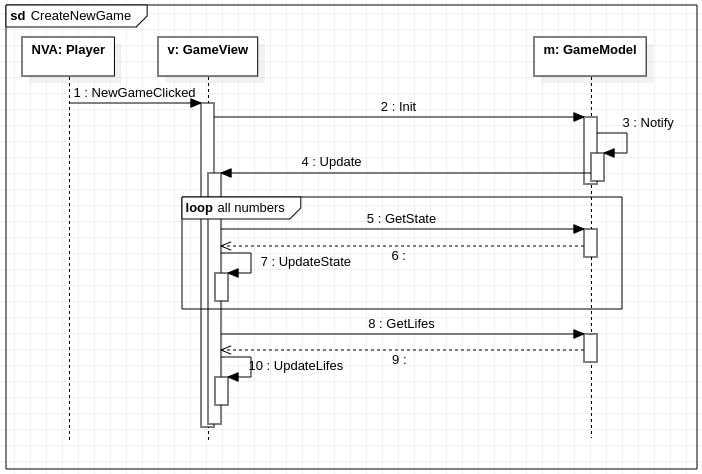 sd CreateNewGame
NVA: Player
v: GameView
m: GameModel
1 : NewGameClicked
2 : Init
3 : Notify
4 : Update
loop all numbers
5 : GetState
6 :
7 : UpdateState
8 : GetLifes
9 :
10 : UpdateLifes